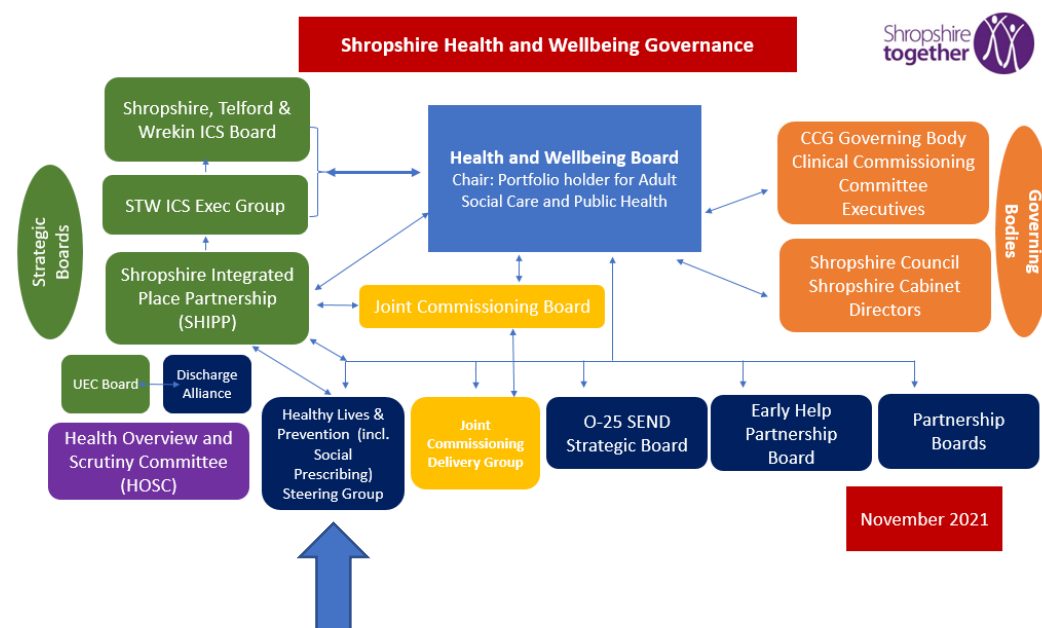 Shropshire Health and Wellbeing Governance
Shropshire
together
Strategic
Boards
Shropshire, Telford &
Wrekin ICS Board
STW ICS Exec Group
Shropshire Integrated
Place Partnership
(SHIPP)
Health and Wellbeing Board
Chair: Portfolio holder for Adult
Social Care and Public Health
Joint Commissioning Board
CCG Governing Body
Clinical Commissioning
Committee
Executives
Shropshire Council
Shropshire Cabinet
Directors
Governing
Bodies
UEC Board
Discharge
Alliance
Health Overview and
Scrutiny Committee
(HOSC)
Healthy Lives &
Prevention (incl.
Social
Prescribing)
Steering Group
Joint
Commissioning
Delivery Group
O-25 SEND
Strategic Board
Early Help
Partnership
Board
Partnership
Boards
November 2021